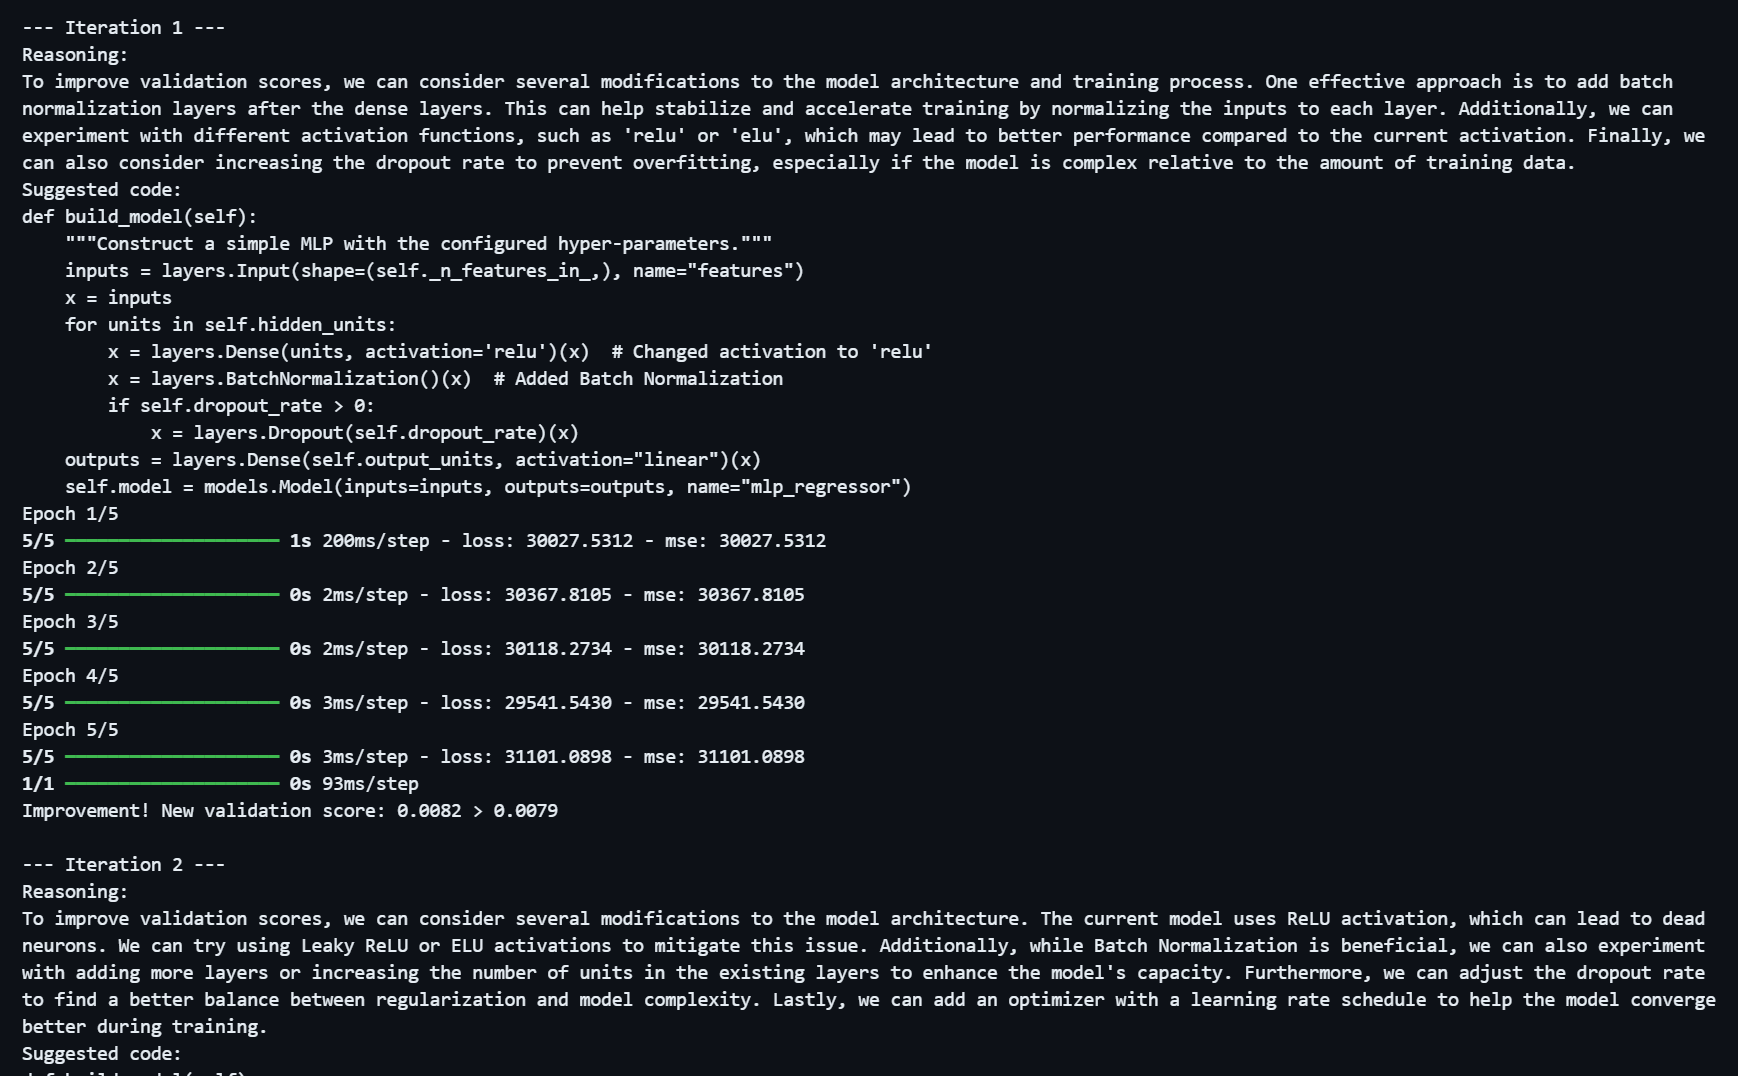 --- Iteration 1 ---
Reasoning:
To improve validation scores, we can consider several modifications to the model architecture and training process. One effective approach is to add batch
normalization layers after the dense layers. This can help stabilize and accelerate training by normalizing the inputs to each layer. Additionally, we can
experiment with different activation functions, such as 'relu' or 'elu', which may lead to better performance compared to the current activation. Finally, we
can also consider increasing the dropout rate to prevent overfitting, especially if the model is complex relative to the amount of training data.
Suggested code:
def build_model(self):
    """Construct a simple MLP with the configured hyper-parameters."""
    inputs = layers.Input(shape=(self._n_features_in_,), name="features")
    x = inputs
    for units in self.hidden_units:
        x = layers.Dense(units, activation='relu')(x)  # Changed activation to 'relu'
        x = layers.BatchNormalization()(x)  # Added Batch Normalization
        if self.dropout_rate > 0:
            x = layers.Dropout(self.dropout_rate)(x)
    outputs = layers.Dense(self.output_units, activation="linear")(x)
    self.model = models.Model(inputs=inputs, outputs=outputs, name="mlp_regressor")
Epoch 1/5
5/5 ━━━━━━━━━━━━━━━━━━━━ 1s 200ms/step - loss: 30027.5312 - mse: 30027.5312
Epoch 2/5
5/5 ━━━━━━━━━━━━━━━━━━━━ 0s 2ms/step - loss: 30367.8105 - mse: 30367.8105
Epoch 3/5
5/5 ━━━━━━━━━━━━━━━━━━━━ 0s 2ms/step - loss: 30118.2734 - mse: 30118.2734
Epoch 4/5
5/5 ━━━━━━━━━━━━━━━━━━━━ 0s 3ms/step - loss: 29541.5430 - mse: 29541.5430
Epoch 5/5
5/5 ━━━━━━━━━━━━━━━━━━━━ 0s 3ms/step - loss: 31101.0898 - mse: 31101.0898
1/1 ━━━━━━━━━━━━━━━━━━━━ 0s 93ms/step
Improvement! New validation score: 0.0082 > 0.0079

--- Iteration 2 ---
Reasoning:
To improve validation scores, we can consider several modifications to the model architecture. The current model uses ReLU activation, which can lead to dead
neurons. We can try using Leaky ReLU or ELU activations to mitigate this issue. Additionally, while Batch Normalization is beneficial, we can also experiment
with adding more layers or increasing the number of units in the existing layers to enhance the model's capacity. Furthermore, we can adjust the dropout rate
to find a better balance between regularization and model complexity. Lastly, we can add an optimizer with a learning rate schedule to help the model converge
better during training.
Suggested code: